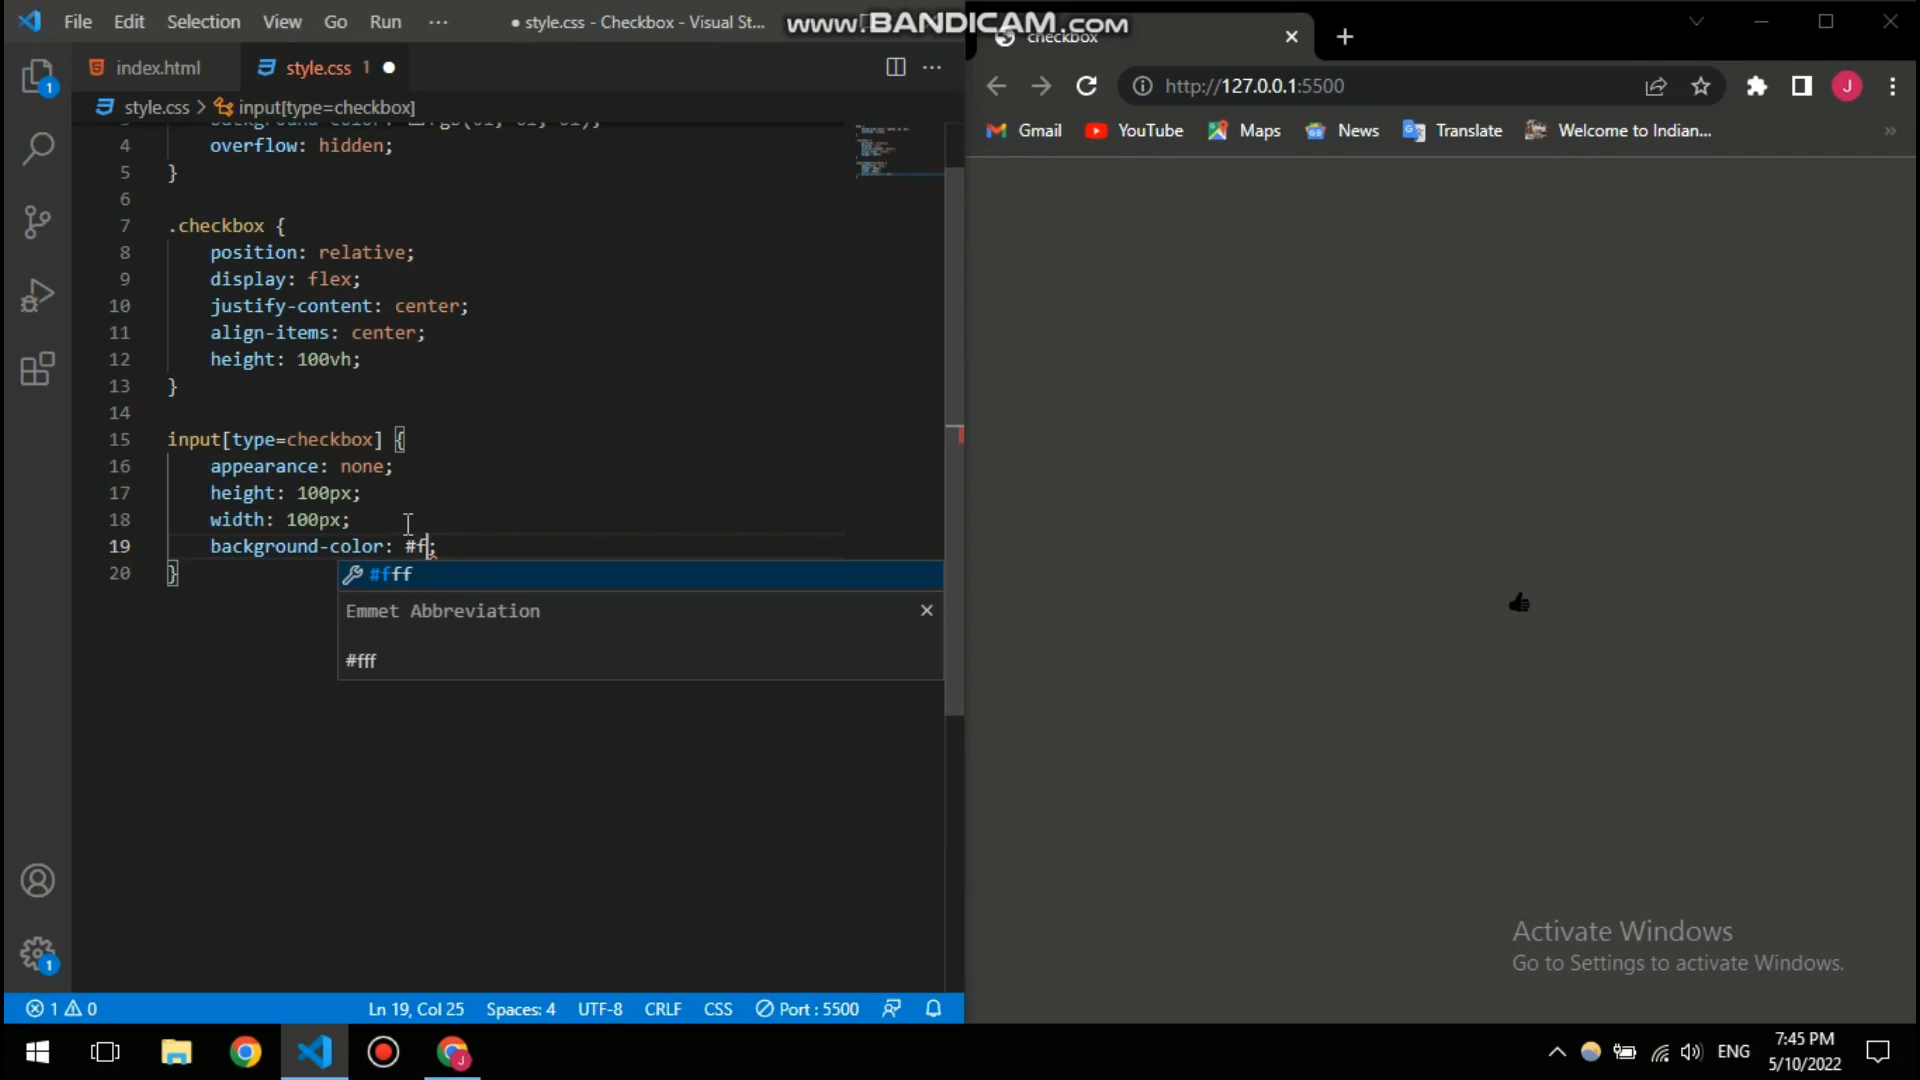 File Edit Selection View Go Run ··· ● style.css - Checkbox - Visual St...
www.BANDICAM.com
index.html
style.css 1 ●
style.css > input[type=checkbox]
4 overflow: hidden;
5 }
6
7 .checkbox {
8 position: relative;
9 display: flex;
10 justify-content: center;
11 align-items: center;
12 height: 100vh;
13 }
14
15 input[type=checkbox] {
16 appearance: none;
17 height: 100px;
18 width: 100px;
19 background-color: #f;
20 }
#fff
Emmet Abbreviation
#fff
1 0 Ln 19, Col 25 Spaces: 4 UTF-8 CRLF CSS Port : 5500
1
1
checkbox
http://127.0.0.1:5500
J
Gmail YouTube Maps News Translate Welcome to Indian... »
Activate Windows
Go to Settings to activate Windows.
J
ENG
7:45 PM
5/10/2022